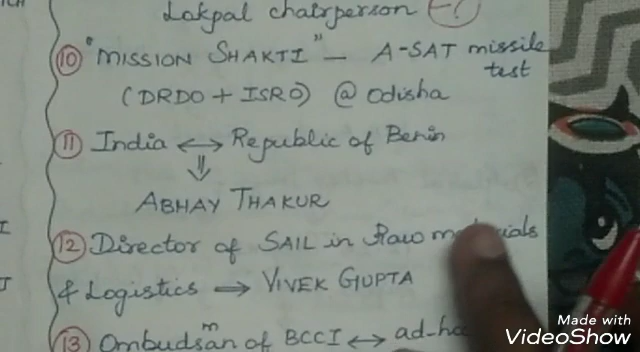 Lokpal chairperson
⑩ "MISSION SHAKTI" — A-SAT missile
test
(DRDO + ISRO) @ Odisha
⑪ India ↔ Republic of Benin
⇓
ABHAY THAKUR
⑫ Director of SAIL in Raw
& Logistics ⇒ VIVEK GUPTA
⑬ Ombudsman of BCCI ↔
Made with
VideoShow